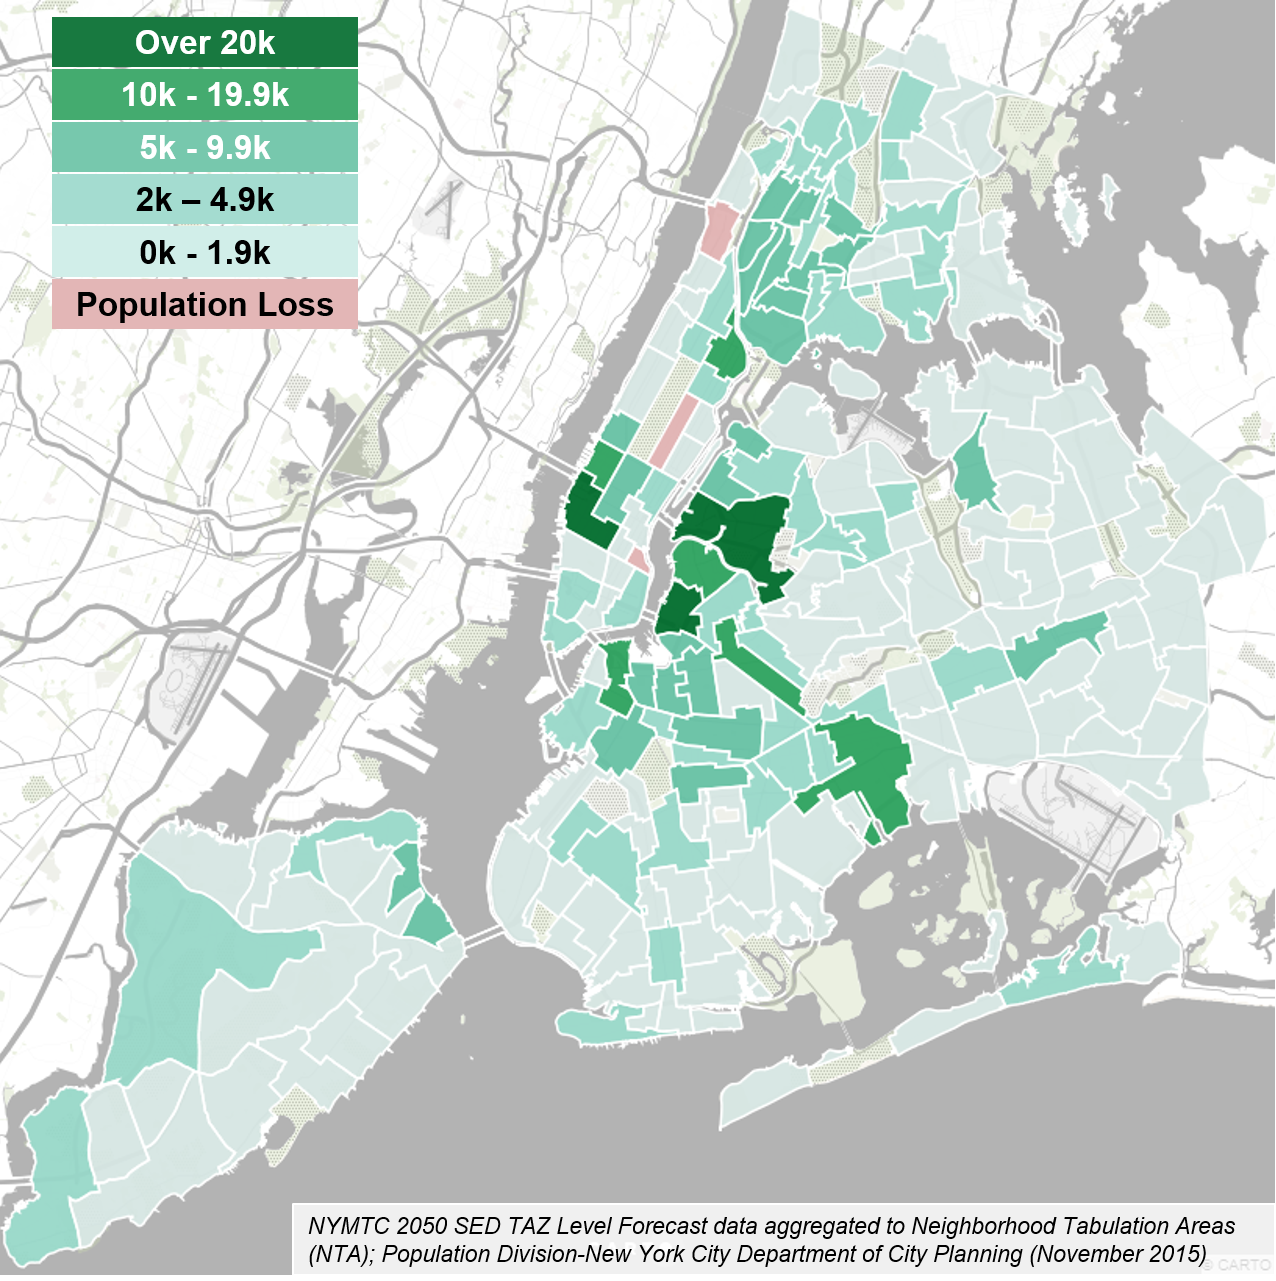 Over 20k
10k - 19.9k
5k - 9.9k
2k – 4.9k
0k - 1.9k
Population Loss
NYMTC 2050 SED TAZ Level Forecast data aggregated to Neighborhood Tabulation Areas
(NTA); Population Division-New York City Department of City Planning (November 2015)
© CARTO